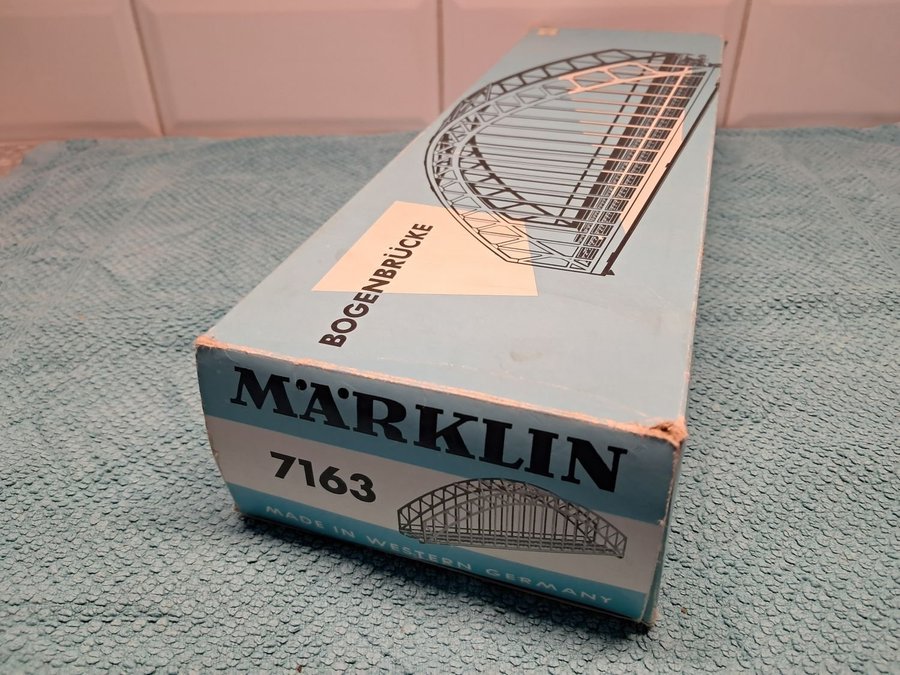 BOGENBRÜCKE
MÄRKLIN
7163
MADE IN WESTERN GERMANY